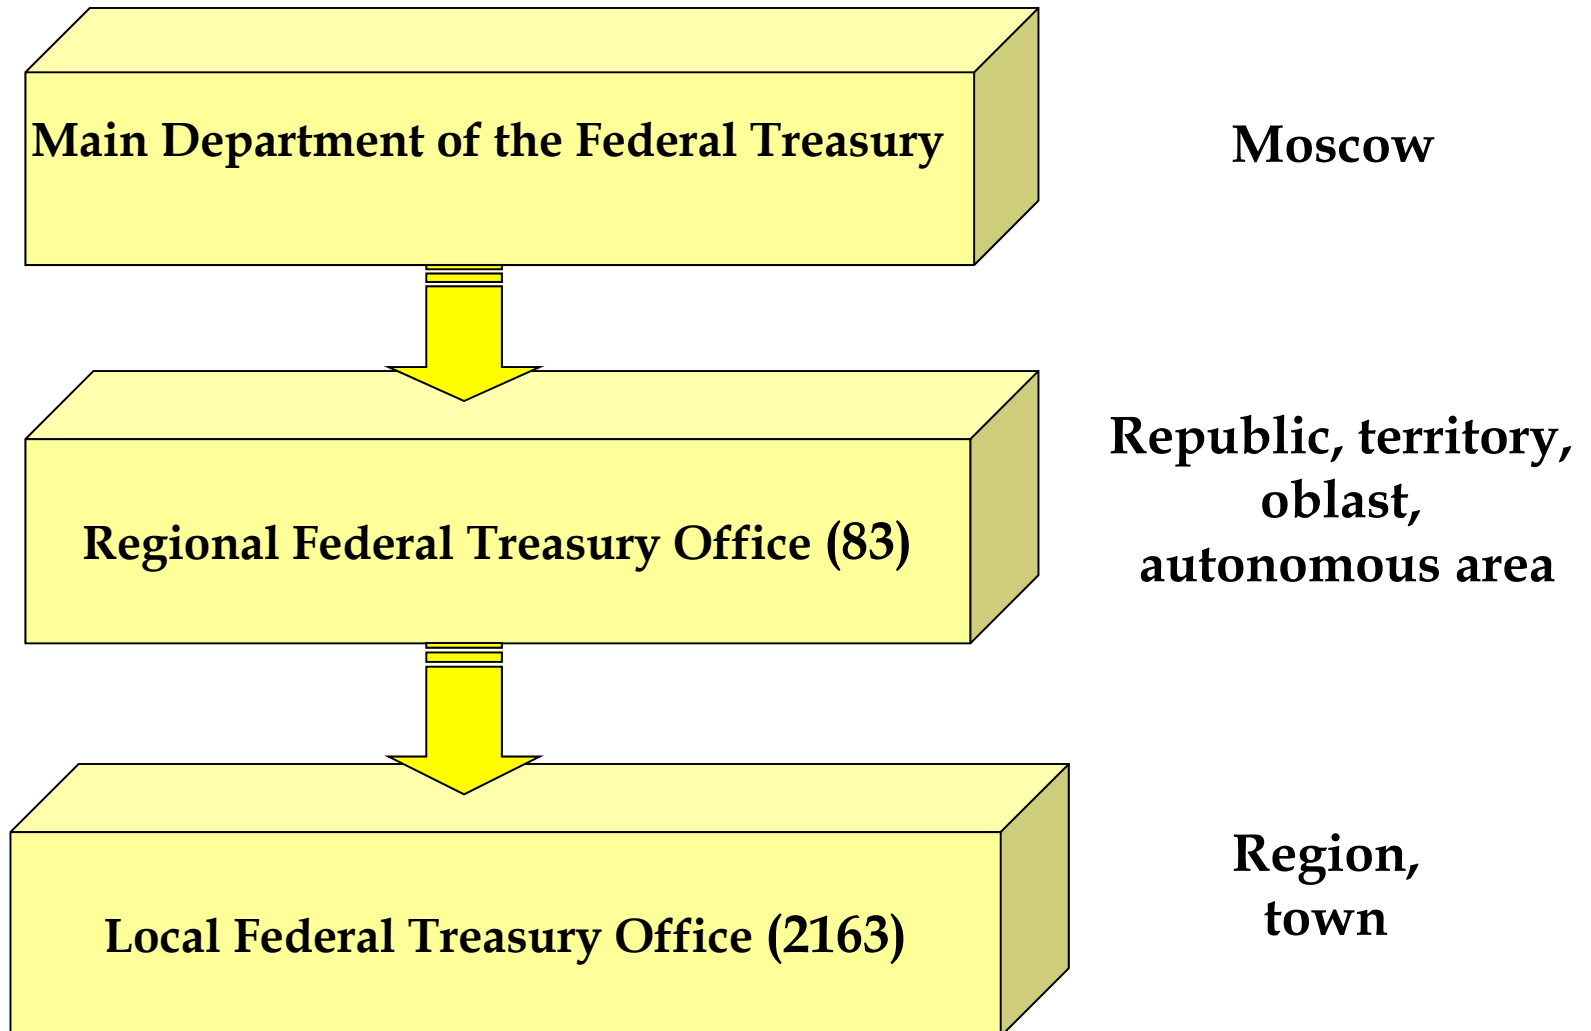 Main Department of the Federal Treasury
Moscow
Regional Federal Treasury Office (83)
Republic, territory,
oblast,
autonomous area
Local Federal Treasury Office (2163)
Region,
town